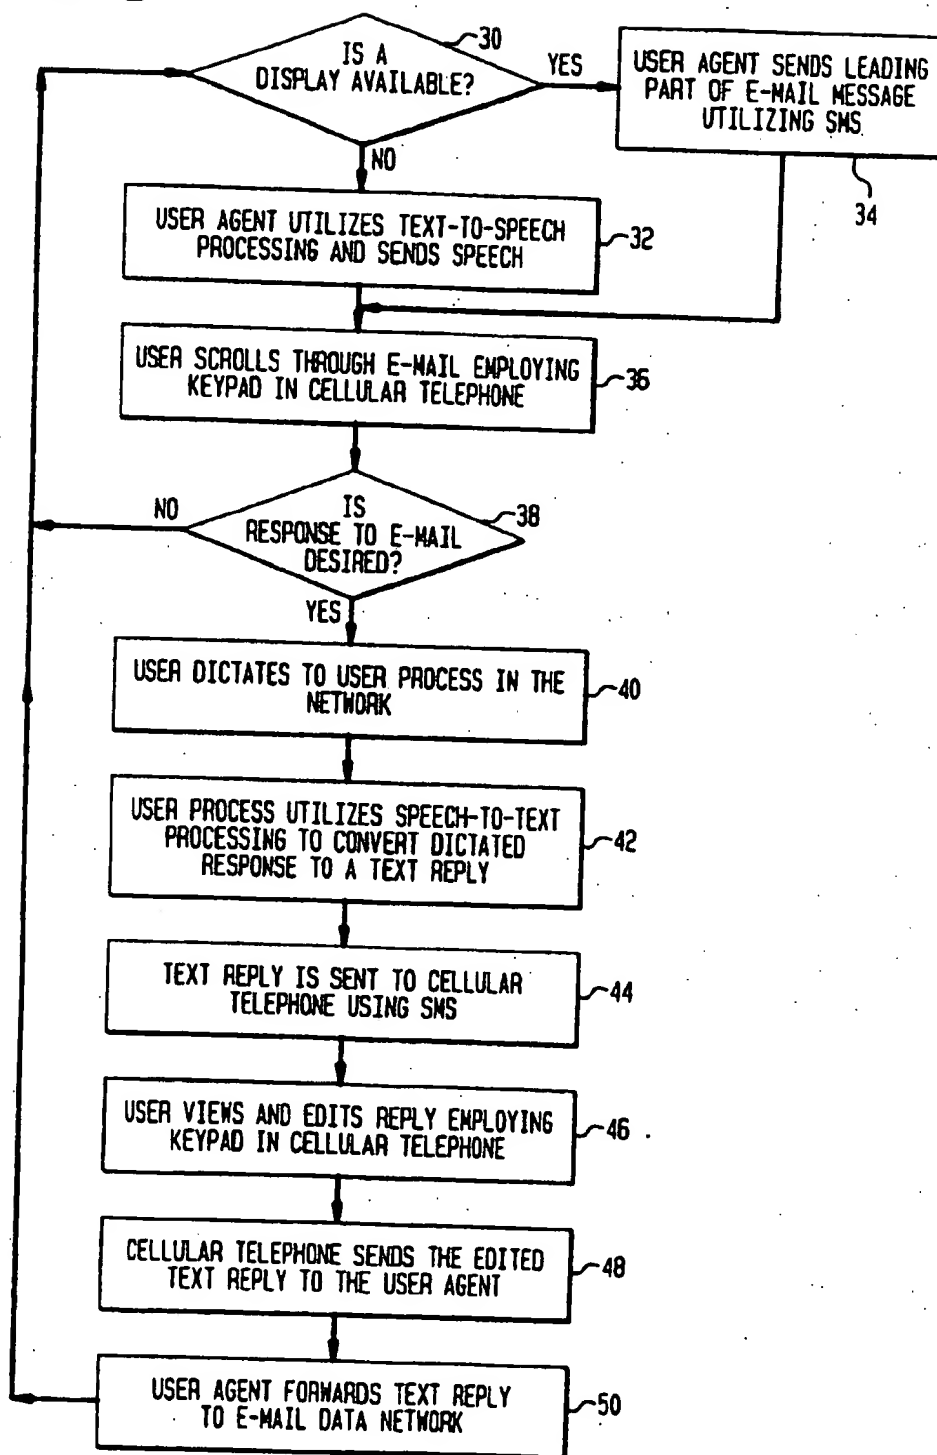 IS A
DISPLAY AVAILABLE?
30
YES
USER AGENT SENDS LEADING
PART OF E-MAIL MESSAGE
UTILIZING SMS
34
NO
USER AGENT UTILIZES TEXT-TO-SPEECH
PROCESSING AND SENDS SPEECH
32
USER SCROLLS THROUGH E-MAIL EMPLOYING
KEYPAD IN CELLULAR TELEPHONE
36
NO
IS
RESPONSE TO E-MAIL
DESIRED?
38
YES
USER DICTATES TO USER PROCESS IN THE
NETWORK
40
USER PROCESS UTILIZES SPEECH-TO-TEXT
PROCESSING TO CONVERT DICTATED
RESPONSE TO A TEXT REPLY
42
TEXT REPLY IS SENT TO CELLULAR
TELEPHONE USING SMS
44
USER VIEWS AND EDITS REPLY EMPLOYING
KEYPAD IN CELLULAR TELEPHONE
46
CELLULAR TELEPHONE SENDS THE EDITED
TEXT REPLY TO THE USER AGENT
48
USER AGENT FORWARDS TEXT REPLY
TO E-MAIL DATA NETWORK
50